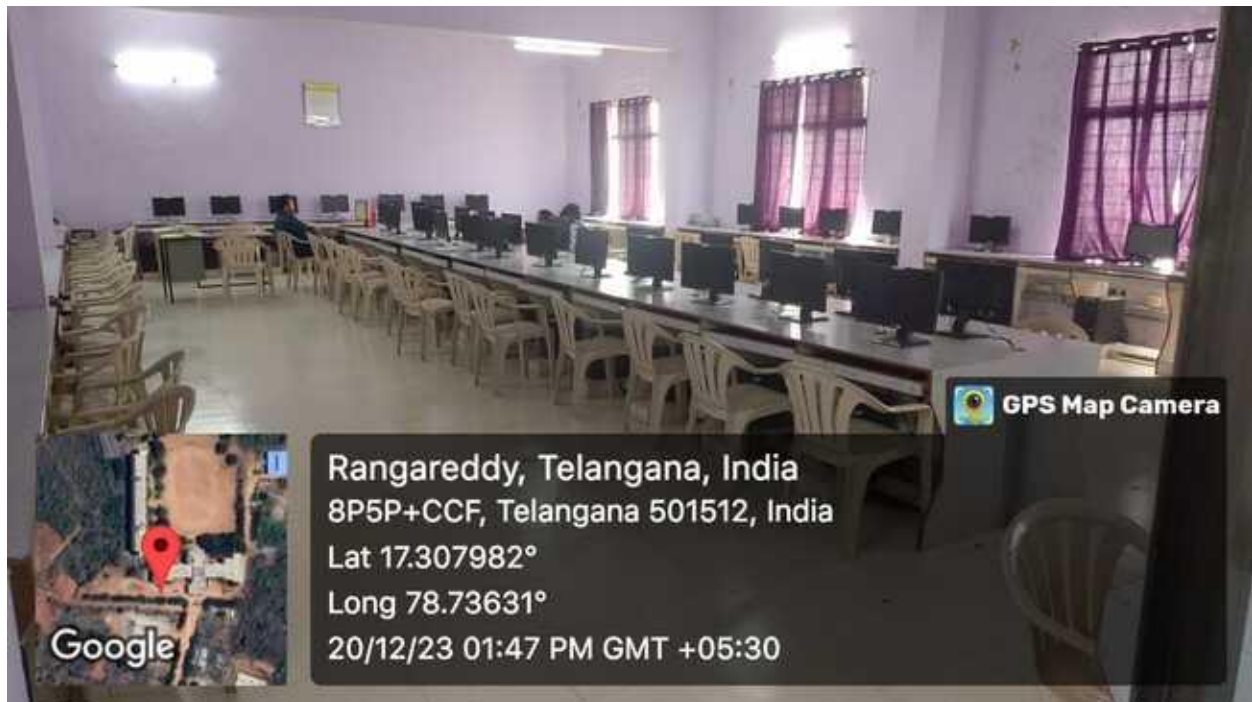 GPS Map Camera
Rangareddy, Telangana, India
8P5P+CCF, Telangana 501512, India
Lat 17.307982°
Long 78.73631°
20/12/23 01:47 PM GMT +05:30
Google